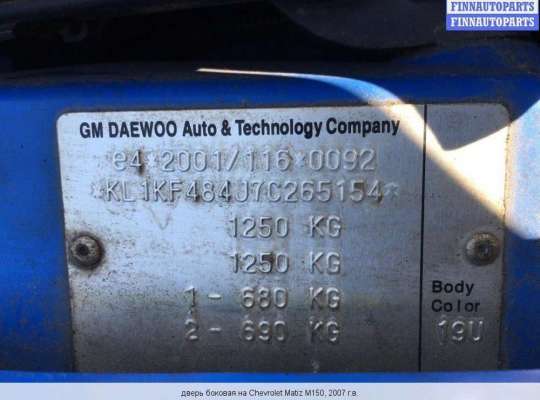 FINNAUTOPARTS
FINNAUTOPARTS
GM DAEWOO Auto & Technology Company
e4*2001/116*0092
*KL1KF484J7C265154*
1250 KG
1250 KG
1 - 680 KG
2 - 690 KG
Body
Color
19U
дверь боковая на Chevrolet Matiz M150, 2007 г.в.